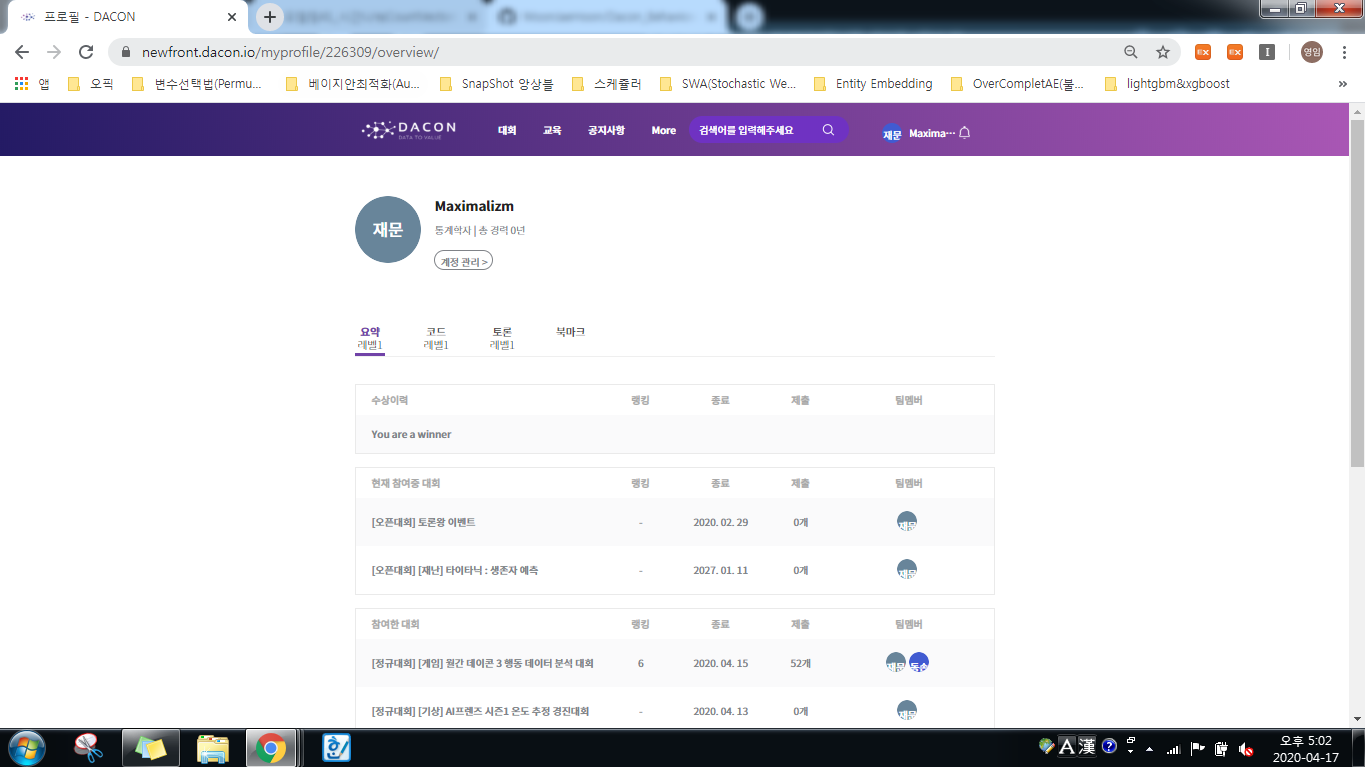 프로필 - DACON
newfront.dacon.io/myprofile/226309/overview/
EX EX I 영임
앱 오픽 변수선택법(Permu... 베이지안최적화(Au... SnapShot 앙상블 스케쥴러 SWA(Stochastic We... Entity Embedding OverCompletAE(불... lightgbm&xgboost »
DACON 대회 교육 공지사항 More 검색어를 입력해주세요 재문 Maxima···
DATA TO VALUE
재문
Maximalizm
통계학사 | 총 경력 0년
계정 관리 >
요약 코드 토론 북마크
레벨1 레벨1 레벨1
수상이력 랭킹 종료 제출 팀멤버
You are a winner
현재 참여중 대회 랭킹 종료 제출 팀멤버
[오픈대회] 토론왕 이벤트 - 2020. 02. 29 0개 재문
[오픈대회] [재난] 타이타닉 : 생존자 예측 - 2027. 01. 11 0개 재문
참여한 대회 랭킹 종료 제출 팀멤버
[정규대회] [게임] 월간 데이콘 3 행동 데이터 분석 대회 6 2020. 04. 15 52개 재문
[정규대회] [기상] AI프렌즈 시즌1 온도 추정 경진대회 - 2020. 04. 13 0개 재문
A 漢 ? 오후 5:02
2020-04-17